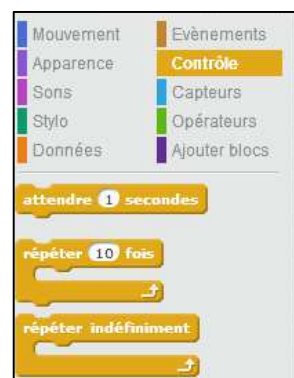 Mouvement Evènements
Apparence Contrôle
Sons Capteurs
Stylo Opérateurs
Données Ajouter blocs
attendre 1 secondes
répéter 10 fois
répéter indéfiniment